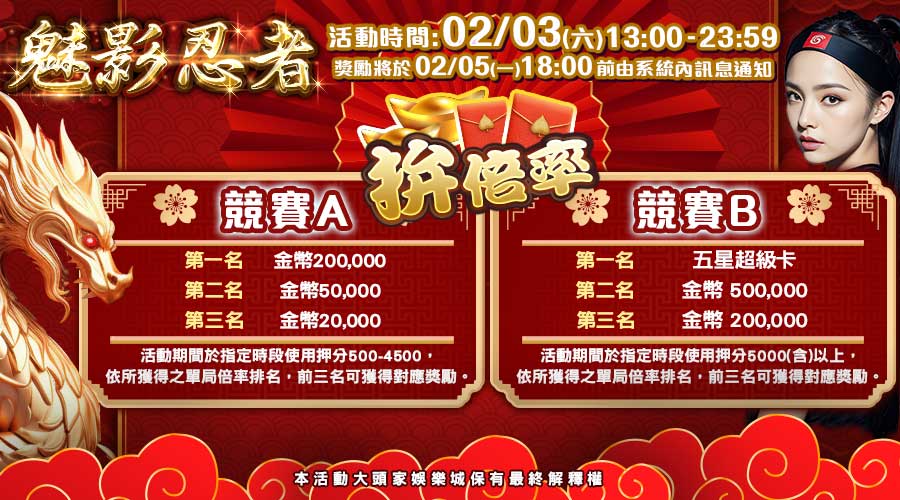 魅影忍者
活動時間:02/03(六)13:00-23:59
獎勵將於02/05(一)18:00前由系統內訊息通知
拚倍率
競賽A
第一名 金幣200,000
第二名 金幣50,000
第三名 金幣20,000
活動期間於指定時段使用押分500-4500，
依所獲得之單局倍率排名，前三名可獲得對應獎勵。
競賽B
第一名 五星超級卡
第二名 金幣 500,000
第三名 金幣 200,000
活動期間於指定時段使用押分5000(含)以上，
依所獲得之單局倍率排名，前三名可獲得對應獎勵。
本活動大頭家娛樂城保有最終解釋權